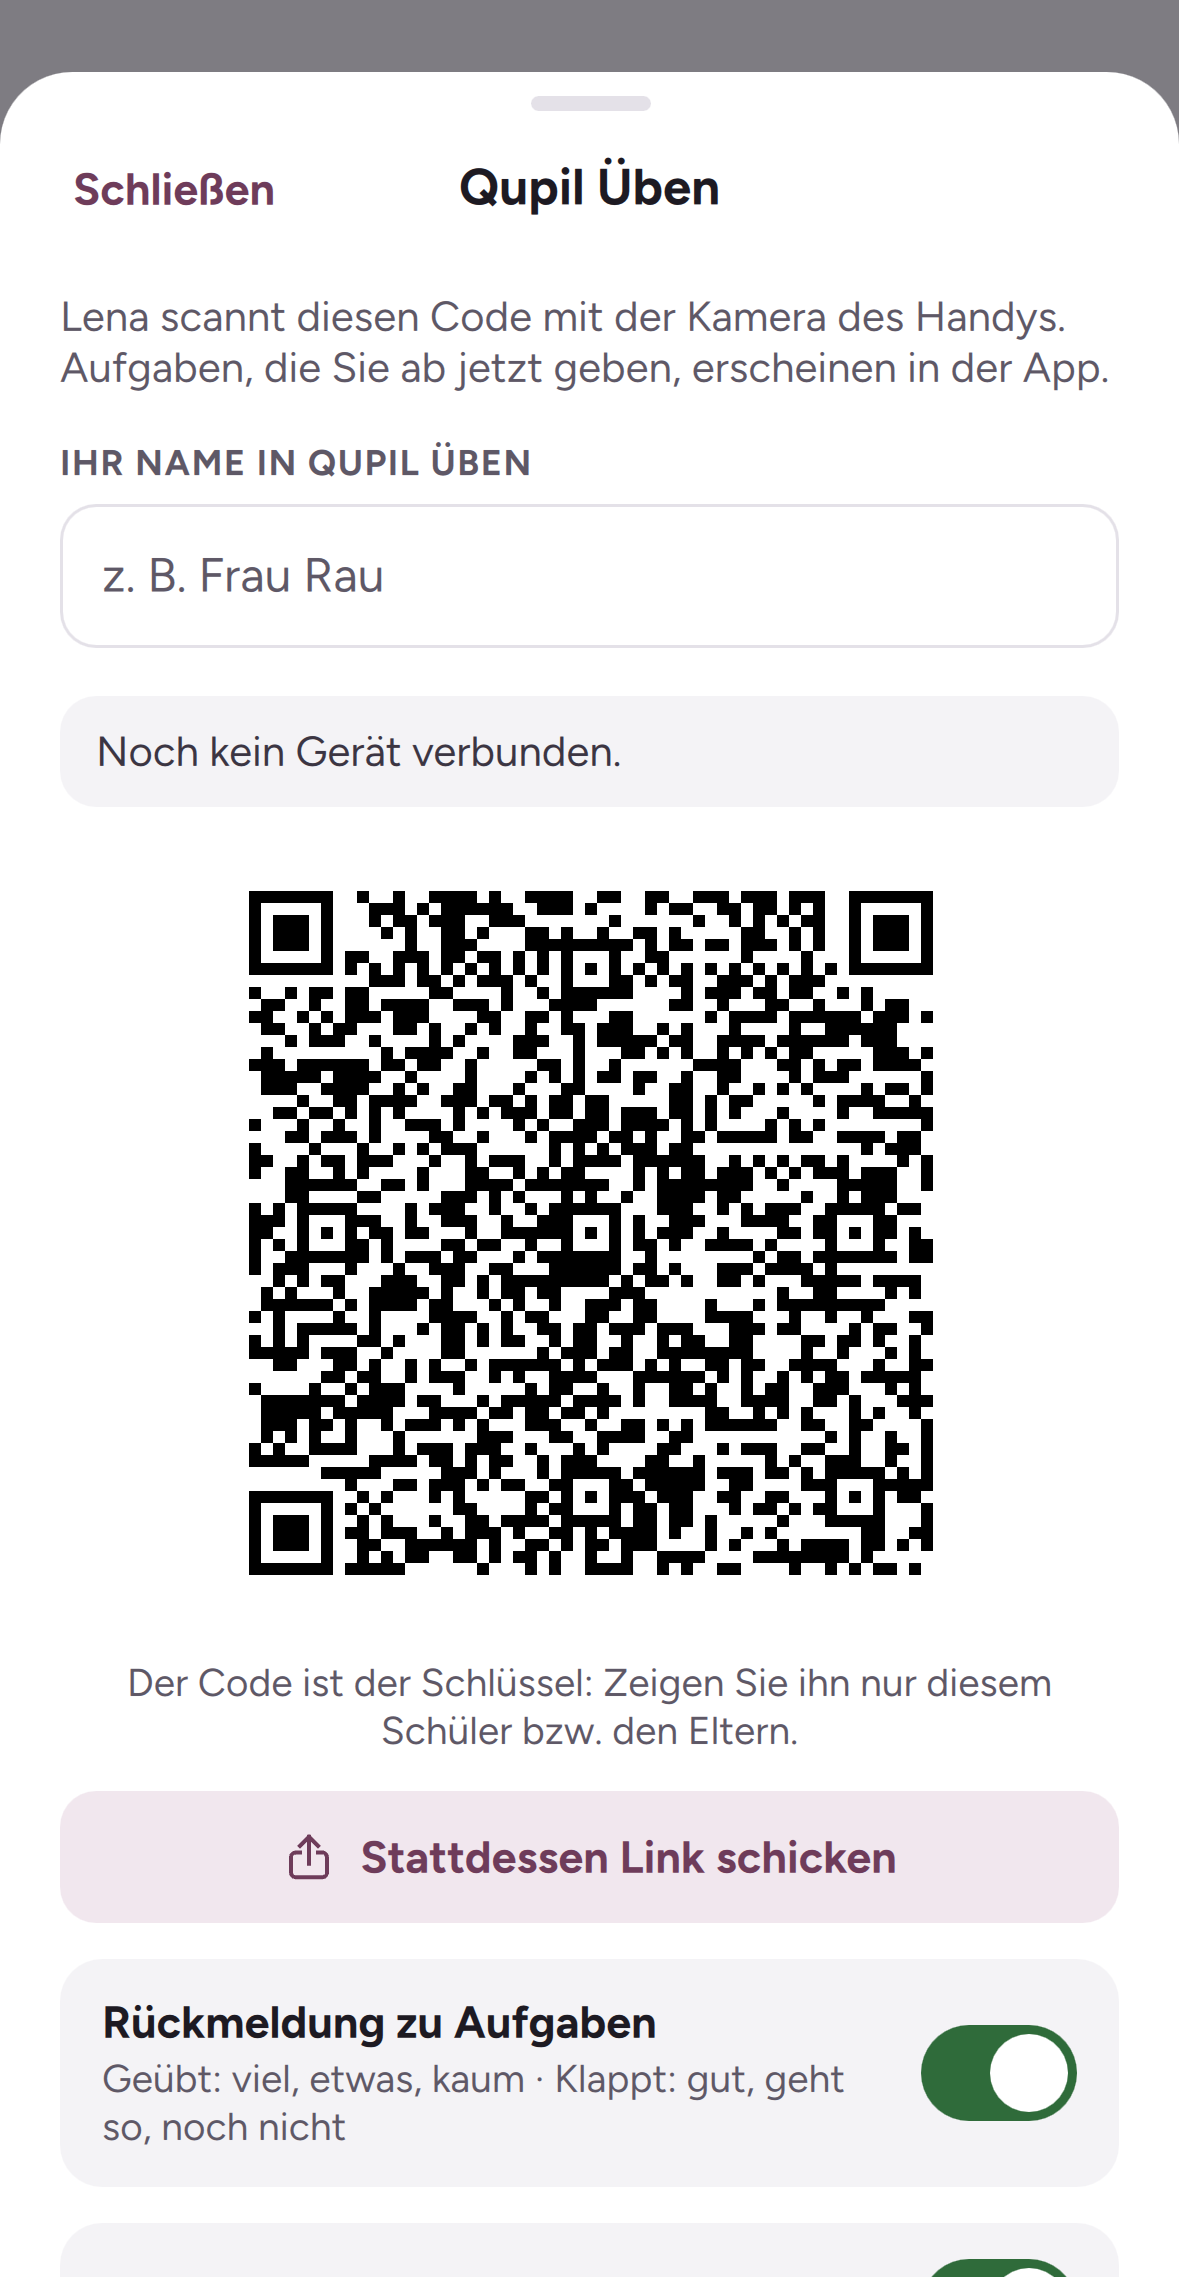 Schließen
Qupil Üben
Lena scannt diesen Code mit der Kamera des Handys.
Aufgaben, die Sie ab jetzt geben, erscheinen in der App.
IHR NAME IN QUPIL ÜBEN
z. B. Frau Rau
Noch kein Gerät verbunden.
Der Code ist der Schlüssel: Zeigen Sie ihn nur diesem
Schüler bzw. den Eltern.
Stattdessen Link schicken
Rückmeldung zu Aufgaben
Geübt: viel, etwas, kaum · Klappt: gut, geht
so, noch nicht